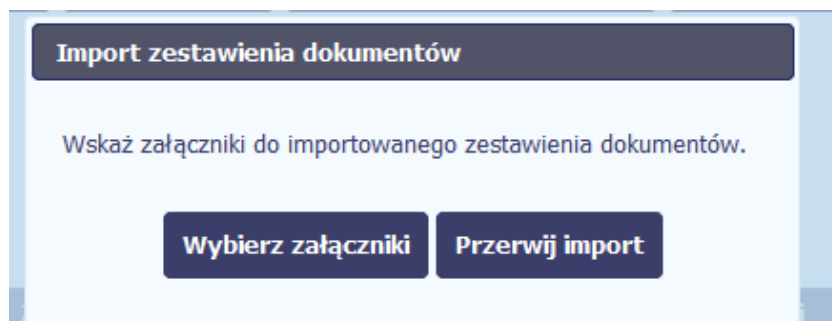 Import zestawienia dokumentów
Wskaż załączniki do importowanego zestawienia dokumentów.
Wybierz załączniki Przerwij import